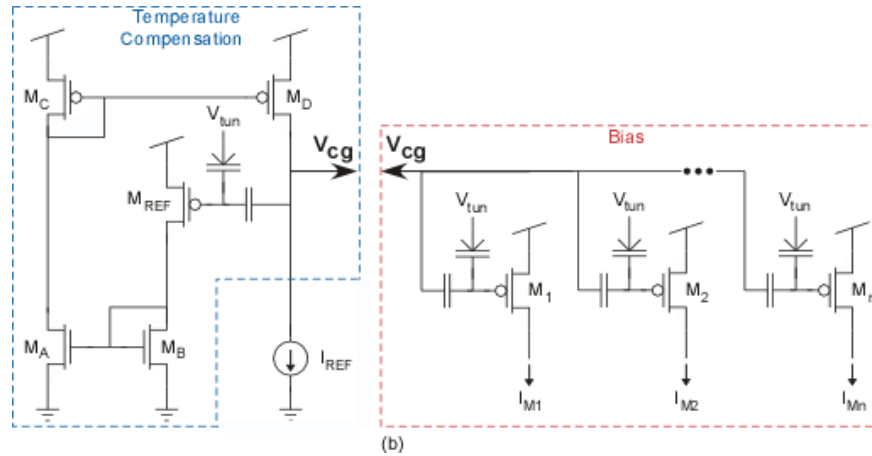 Temperature
Compensation
M_C
M_D
V_tun
V_cg
V_cg
Bias
M_REF
V_tun
V_tun
V_tun
M_1
M_2
M_A
M_B
I_REF
I_M1
I_M2
I_Mn
(b)